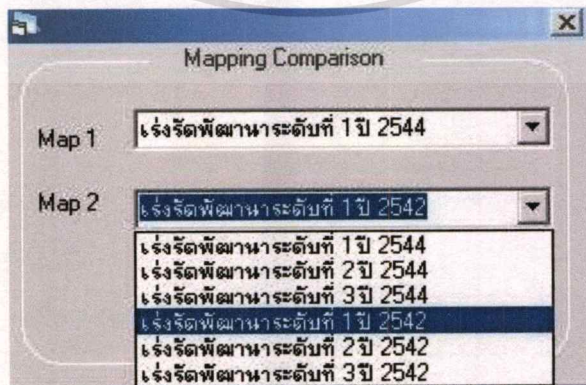 Mapping Comparison
Map 1 เร่งรัดพัฒนาระดับที่ 1 ปี 2544
Map 2 เร่งรัดพัฒนาระดับที่ 1 ปี 2542
เร่งรัดพัฒนาระดับที่ 1 ปี 2544
เร่งรัดพัฒนาระดับที่ 2 ปี 2544
เร่งรัดพัฒนาระดับที่ 3 ปี 2544
เร่งรัดพัฒนาระดับที่ 1 ปี 2542
เร่งรัดพัฒนาระดับที่ 2 ปี 2542
เร่งรัดพัฒนาระดับที่ 3 ปี 2542